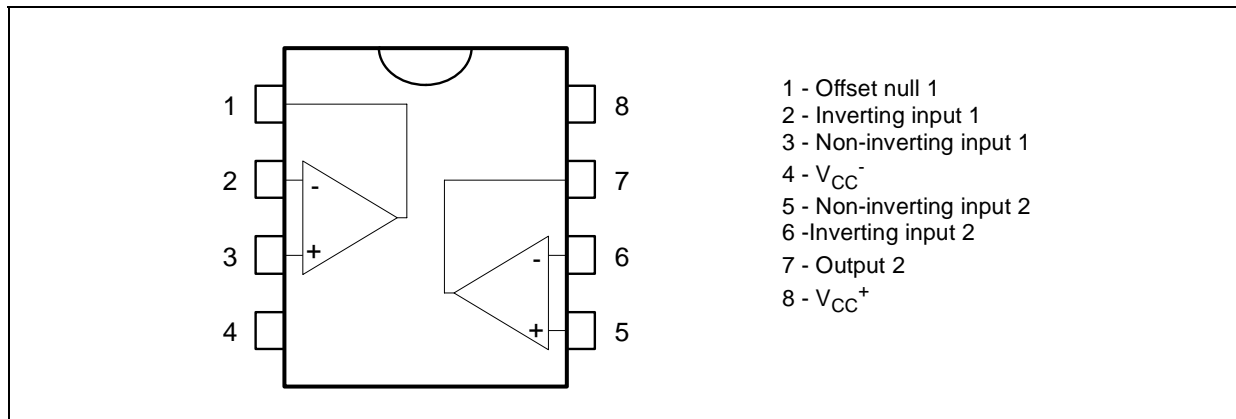 1
2
-
3
+
4
8
7
6
-
5
+
1 - Offset null 1
2 - Inverting input 1
3 - Non-inverting input 1
4 - VCC-
5 - Non-inverting input 2
6 -Inverting input 2
7 - Output 2
8 - VCC+